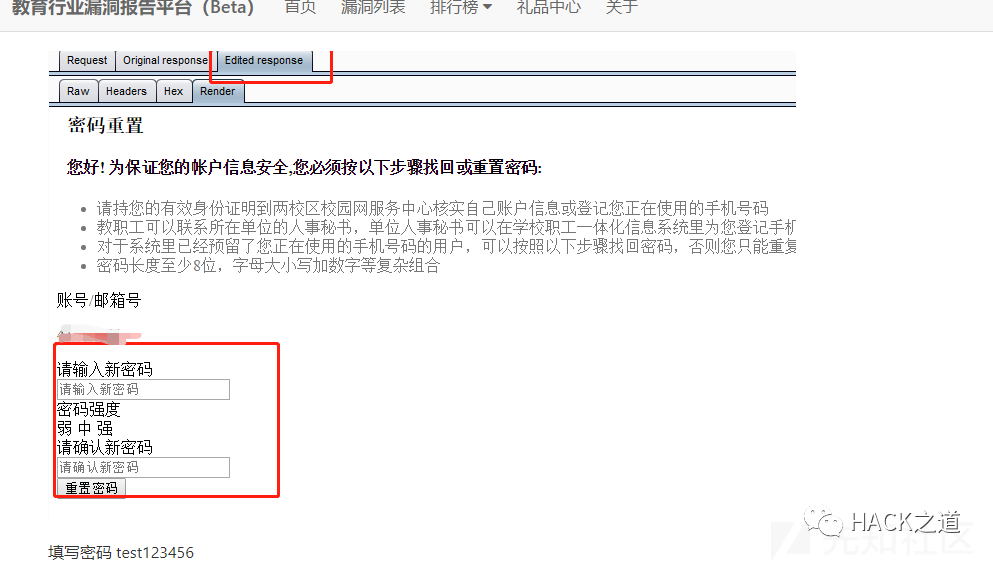 教育行业漏洞报告平台（Beta） 首页 漏洞列表 排行榜 礼品中心 关于
Request Original response Edited response
Raw Headers Hex Render
密码重置
您好! 为保证您的帐户信息安全,您必须按以下步骤找回或重置密码:
请持您的有效身份证明到两校区校园网服务中心核实自己账户信息或登记您正在使用的手机号码
教职工可以联系所在单位的人事秘书，单位人事秘书可以在学校职工一体化信息系统里为您登记手机
对于系统里已经预留了您正在使用的手机号码的用户，可以按照以下步骤找回密码，否则您只能重复
密码长度至少8位，字母大小写加数字等复杂组合
账号/邮箱号
请输入新密码
请输入新密码
密码强度
弱 中 强
请确认新密码
请确认新密码
重置密码
HACK之道
先知社区
填写密码 test123456